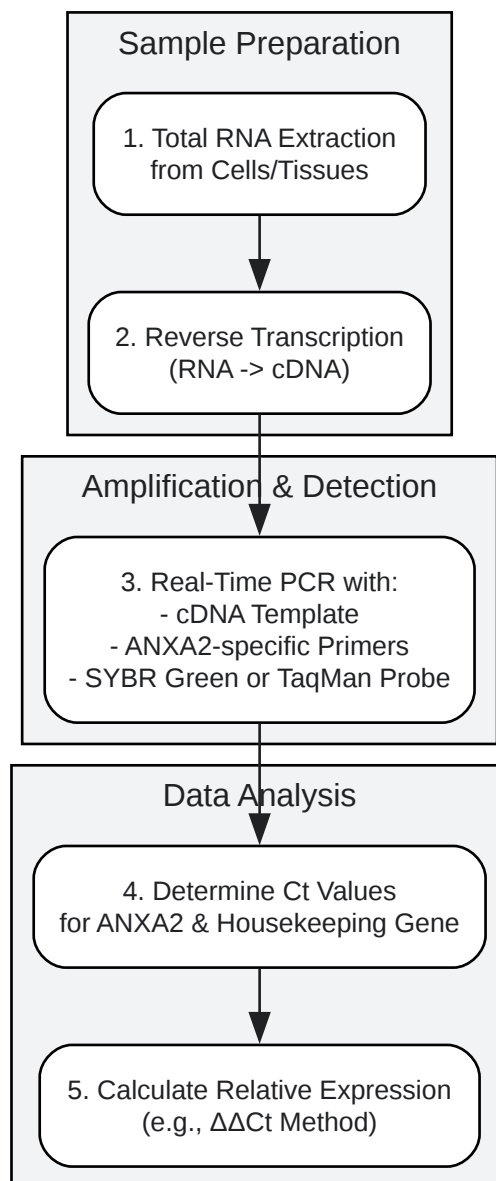 Sample Preparation
1. Total RNA Extraction
from Cells/Tissues
2. Reverse Transcription
(RNA -> cDNA)
Amplification & Detection
3. Real-Time PCR with:
- cDNA Template
- ANXA2-specific Primers
- SYBR Green or TaqMan Probe
Data Analysis
4. Determine Ct Values
for ANXA2 & Housekeeping Gene
5. Calculate Relative Expression
(e.g., ΔΔCt Method)